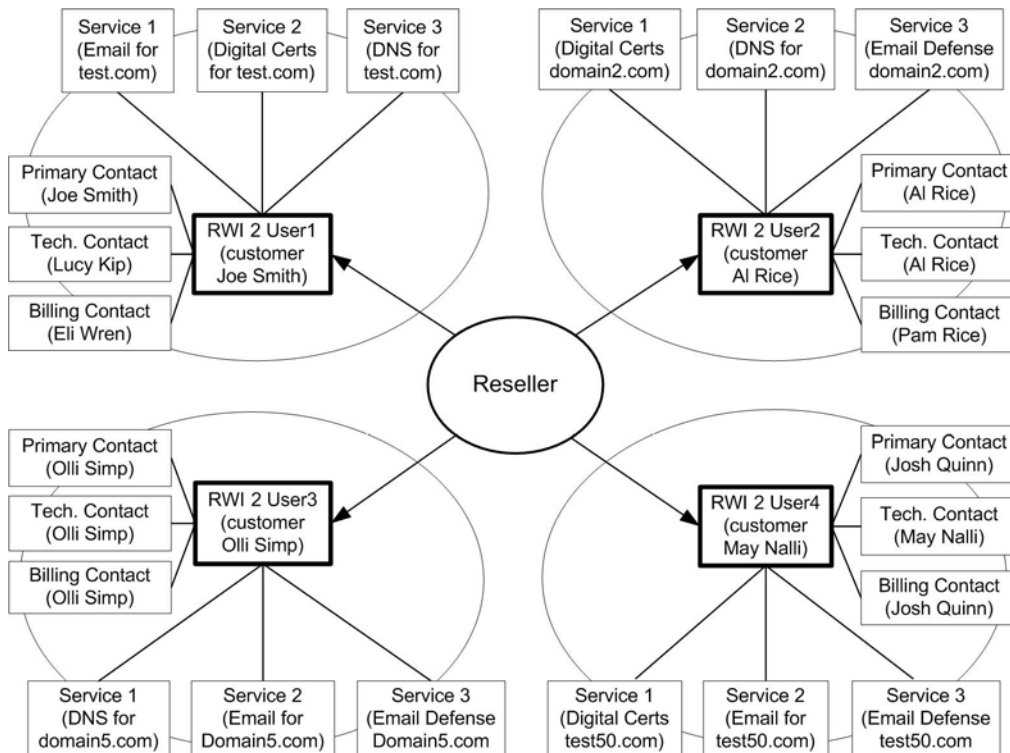 Service 1
(Email for
test.com)
Service 2
(Digital Certs
for test.com)
Service 3
(DNS for
test.com)
Service 1
(Digital Certs
domain2.com)
Service 2
(DNS for
domain2.com)
Service 3
(Email Defense
domain2.com)
Primary Contact
(Joe Smith)
Tech. Contact
(Lucy Kip)
Billing Contact
(Eli Wren)
RWI 2 User1
(customer
Joe Smith)
RWI 2 User2
(customer
Al Rice)
Primary Contact
(Al Rice)
Tech. Contact
(Al Rice)
Billing Contact
(Pam Rice)
Reseller
Primary Contact
(Olli Simp)
Tech. Contact
(Olli Simp)
Billing Contact
(Olli Simp)
RWI 2 User3
(customer
Olli Simp)
RWI 2 User4
(customer
May Nalli)
Primary Contact
(Josh Quinn)
Tech. Contact
(May Nalli)
Billing Contact
(Josh Quinn)
Service 1
(DNS for
domain5.com)
Service 2
(Email for
Domain5.com)
Service 3
(Email Defense
Domain5.com
Service 1
(Digital Certs
test50.com)
Service 2
(Email for
test50.com)
Service 3
(Email Defense
test50.com